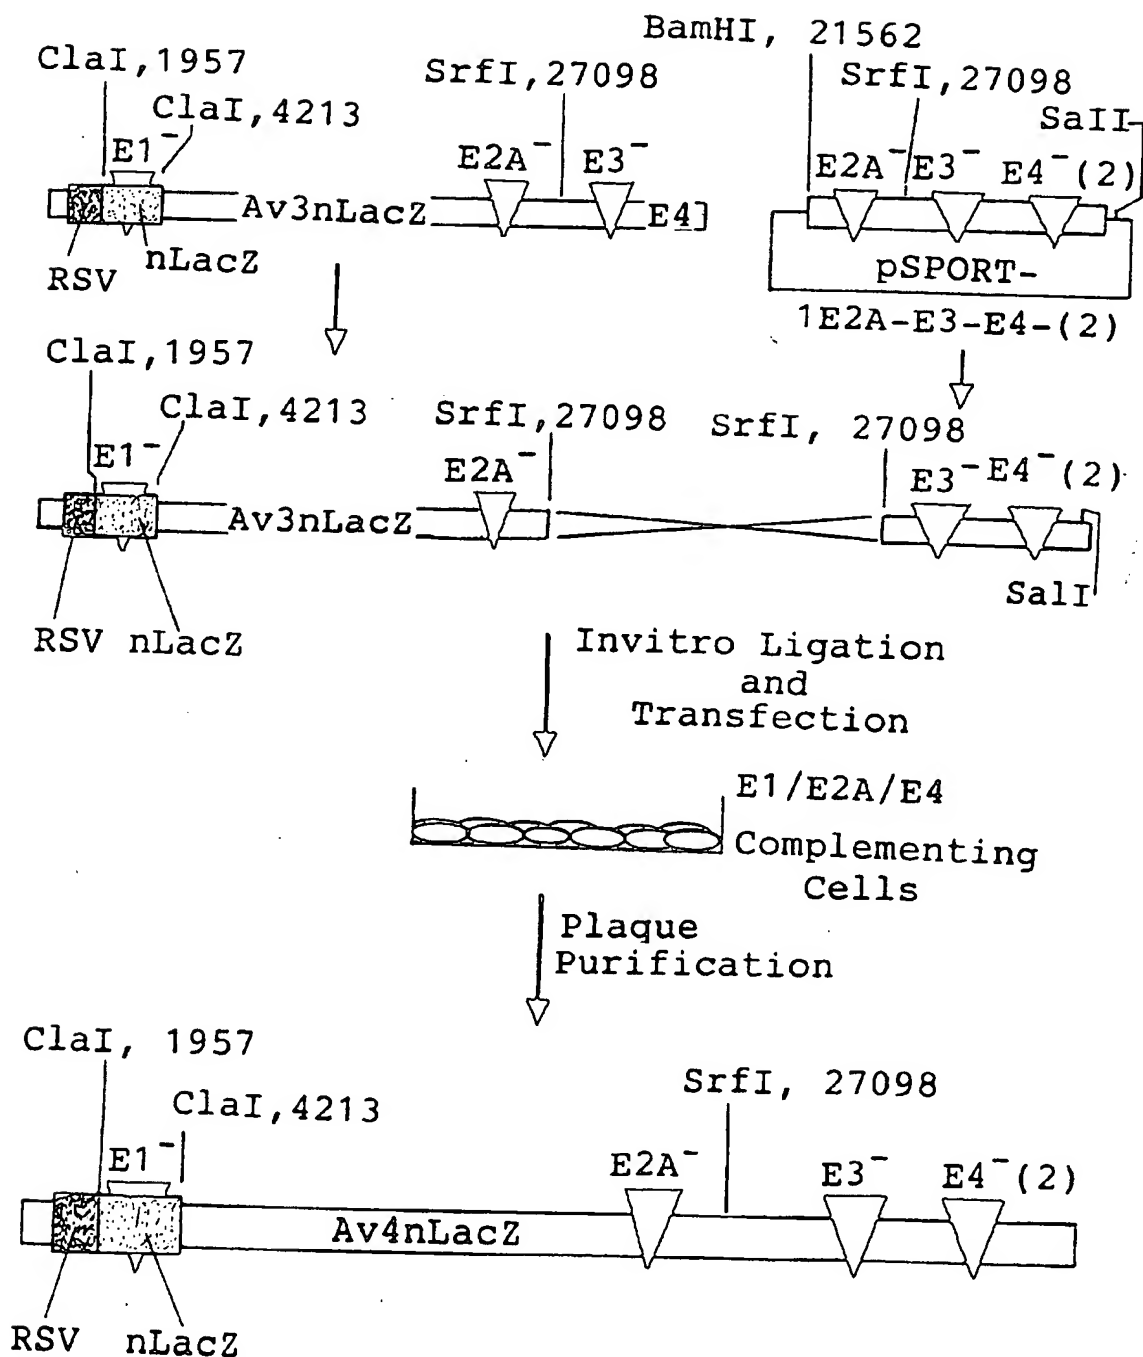 BamHI, 21562
ClaI,1957
SrfI,27098
SrfI,27098
ClaI,4213
SalI
E1⁻
E2A⁻
E3⁻
E2A⁻
E3⁻
E4⁻(2)
Av3nLacZ
E4]
RSV
nLacZ
pSPORT-
1E2A-E3-E4-(2)
ClaI,1957
ClaI,4213
SrfI,27098
SrfI, 27098
E1⁻
E2A⁻
E3⁻
E4⁻(2)
Av3nLacZ
SalI
RSV
nLacZ
Invitro Ligation
and
Transfection
E1/E2A/E4
Complementing
Cells
Plaque
Purification
ClaI, 1957
ClaI,4213
SrfI, 27098
E1⁻
E2A⁻
E3⁻
E4⁻(2)
Av4nLacZ
RSV
nLacZ